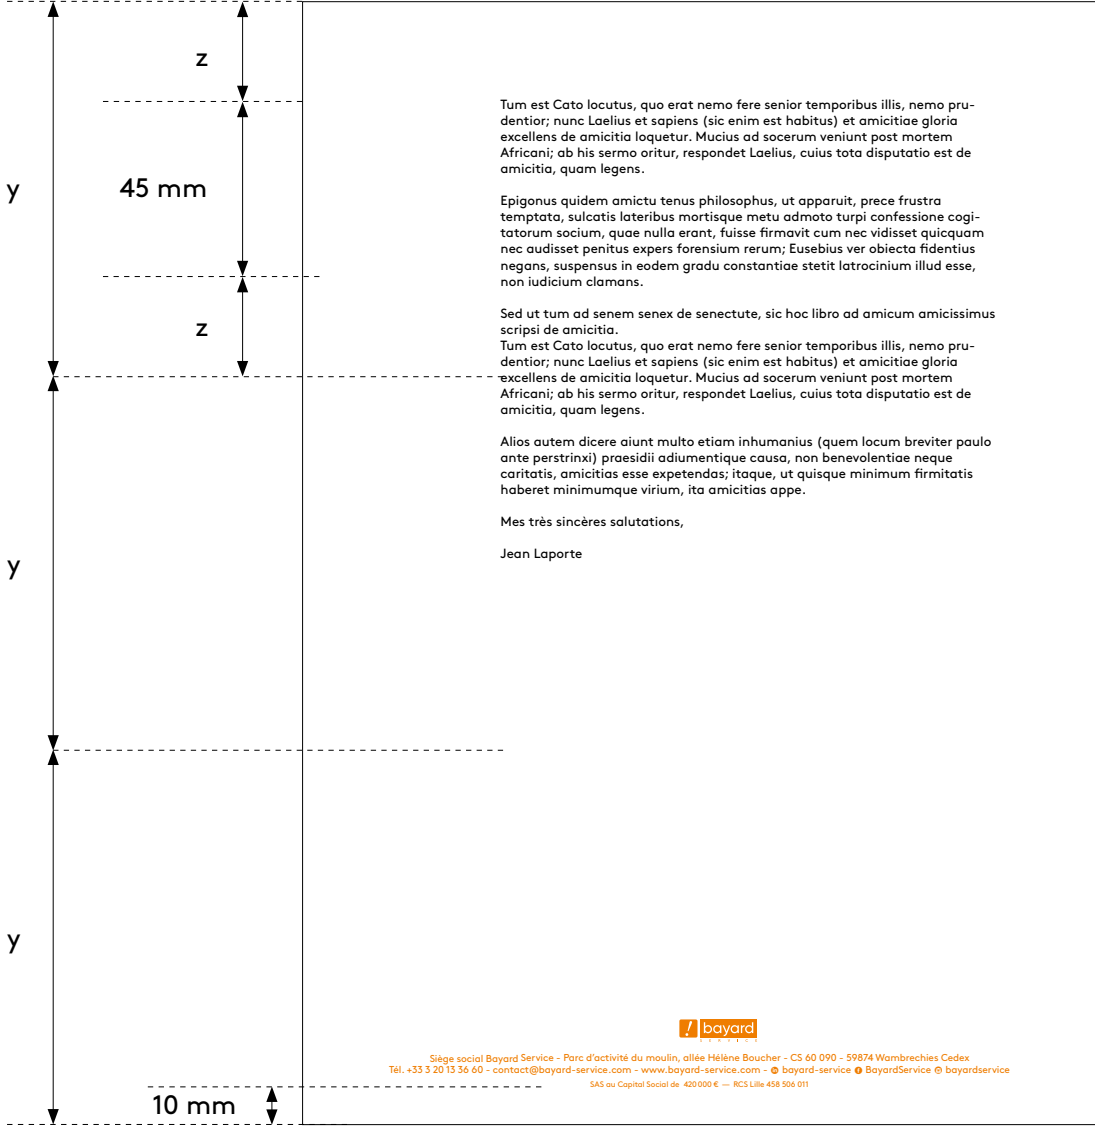 z
Tum est Cato locutus, quo erat nemo fere senior temporibus illis, nemo pru-
dentior; nunc Laelius et sapiens (sic enim est habitus) et amicitiae gloria
excellens de amicitia loquetur. Mucius ad socerum veniunt post mortem
Africani; ab his sermo oritur, respondet Laelius, cuius tota disputatio est de
amicitia, quam legens.
y
45 mm
Epigonus quidem amictu tenus philosophus, ut apparuit, prece frustra
temptata, sulcatis lateribus mortisque metu admoto turpi confessione cogi-
tatorum socium, quae nulla erant, fuisse firmavit cum nec vidisset quicquam
nec audisset penitus expers forensium rerum; Eusebius ver obiecta fidentius
negans, suspensus in eodem gradu constantiae stetit latrocinium illud esse,
non iudicium clamans.
z
Sed ut tum ad senem senex de senectute, sic hoc libro ad amicum amicissimus
scripsi de amicitia.
Tum est Cato locutus, quo erat nemo fere senior temporibus illis, nemo pru-
dentior; nunc Laelius et sapiens (sic enim est habitus) et amicitiae gloria
excellens de amicitia loquetur. Mucius ad socerum veniunt post mortem
Africani; ab his sermo oritur, respondet Laelius, cuius tota disputatio est de
amicitia, quam legens.
Alios autem dicere aiunt multo etiam inhumanius (quem locum breviter paulo
ante perstrinxi) praesidii adiumentique causa, non benevolentiae neque
caritatis, amicitias esse expetendas; itaque, ut quisque minimum firmitatis
haberet minimumque virium, ita amicitias appe.
Mes très sincères salutations,
Jean Laporte
y
y
! bayard
SERVICE
Siège social Bayard Service - Parc d'activité du moulin, allée Hélène Boucher - CS 60 090 - 59874 Wambrechies Cedex
Tél. +33 3 20 13 36 60 - contact@bayard-service.com - www.bayard-service.com - in bayard-service f BayardService bayardservice
SAS au Capital Social de 420 000 € — RCS Lille 458 506 011
10 mm